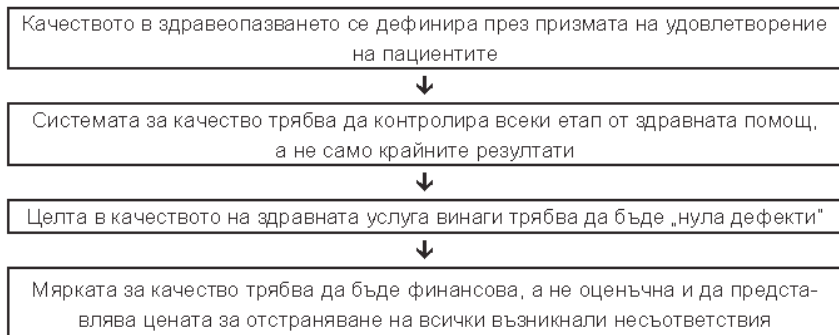 Качеството в здравеопазването се дефинира през призмата на удовлетворение
на пациентите
Системата за качество трябва да контролира всеки етап от здравната помощ,
а не само крайните резултати
Целта в качеството на здравната услуга винаги трябва да бъде „нула дефекти”
Мярката за качество трябва да бъде финансова, а не оценъчна и да предста-
влява цената за отстраняване на всички възникнали несъответствия